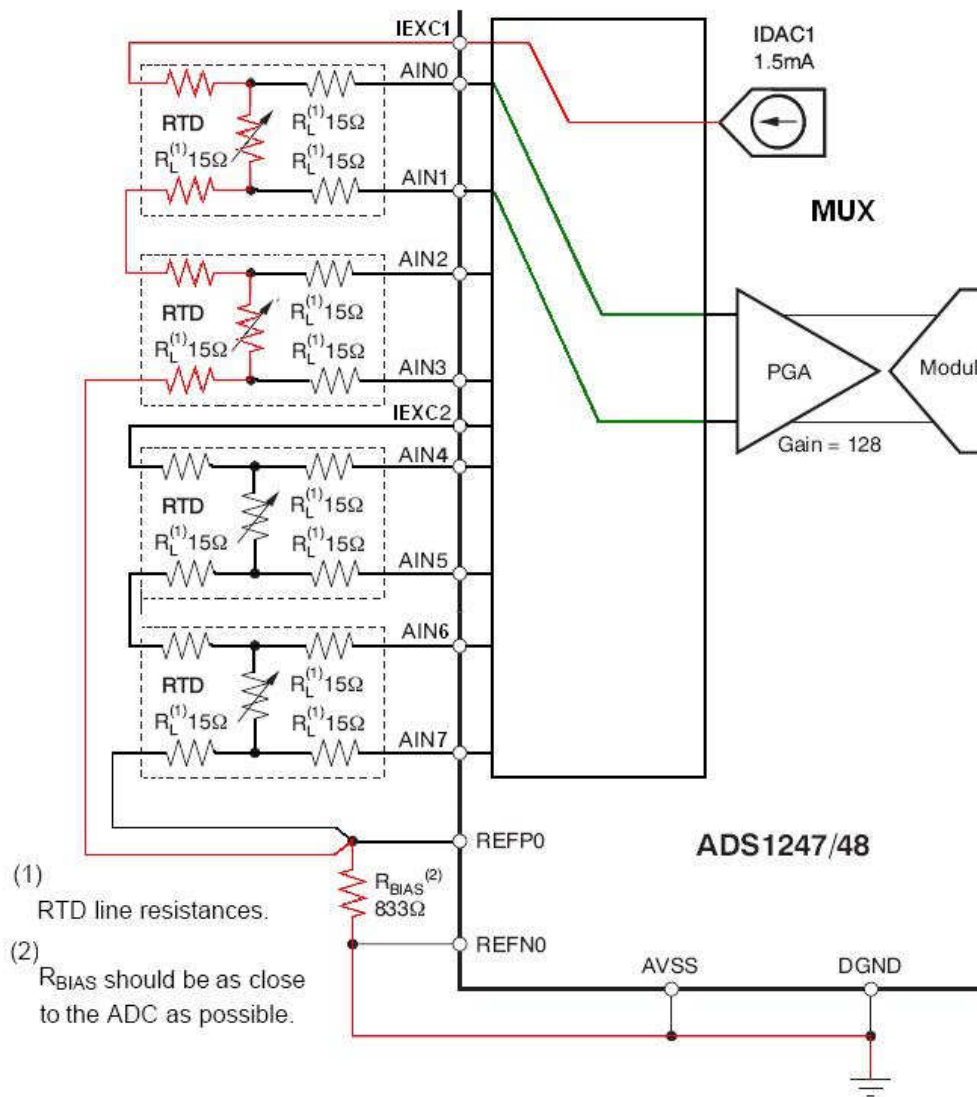 IEXC1
IDAC1
1.5mA
AIN0
RTD
R_L^(1) 15Ω
R_L^(1) 15Ω
R_L^(1) 15Ω
AIN1
MUX
AIN2
RTD
R_L^(1) 15Ω
R_L^(1) 15Ω
R_L^(1) 15Ω
AIN3
PGA
Modul
Gain = 128
IEXC2
AIN4
RTD
R_L^(1) 15Ω
R_L^(1) 15Ω
R_L^(1) 15Ω
AIN5
AIN6
RTD
R_L^(1) 15Ω
R_L^(1) 15Ω
R_L^(1) 15Ω
AIN7
REFP0
ADS1247/48
R_BIAS^(2)
833Ω
REFN0
AVSS
DGND
(1)
RTD line resistances.
(2)
R_BIAS should be as close
to the ADC as possible.